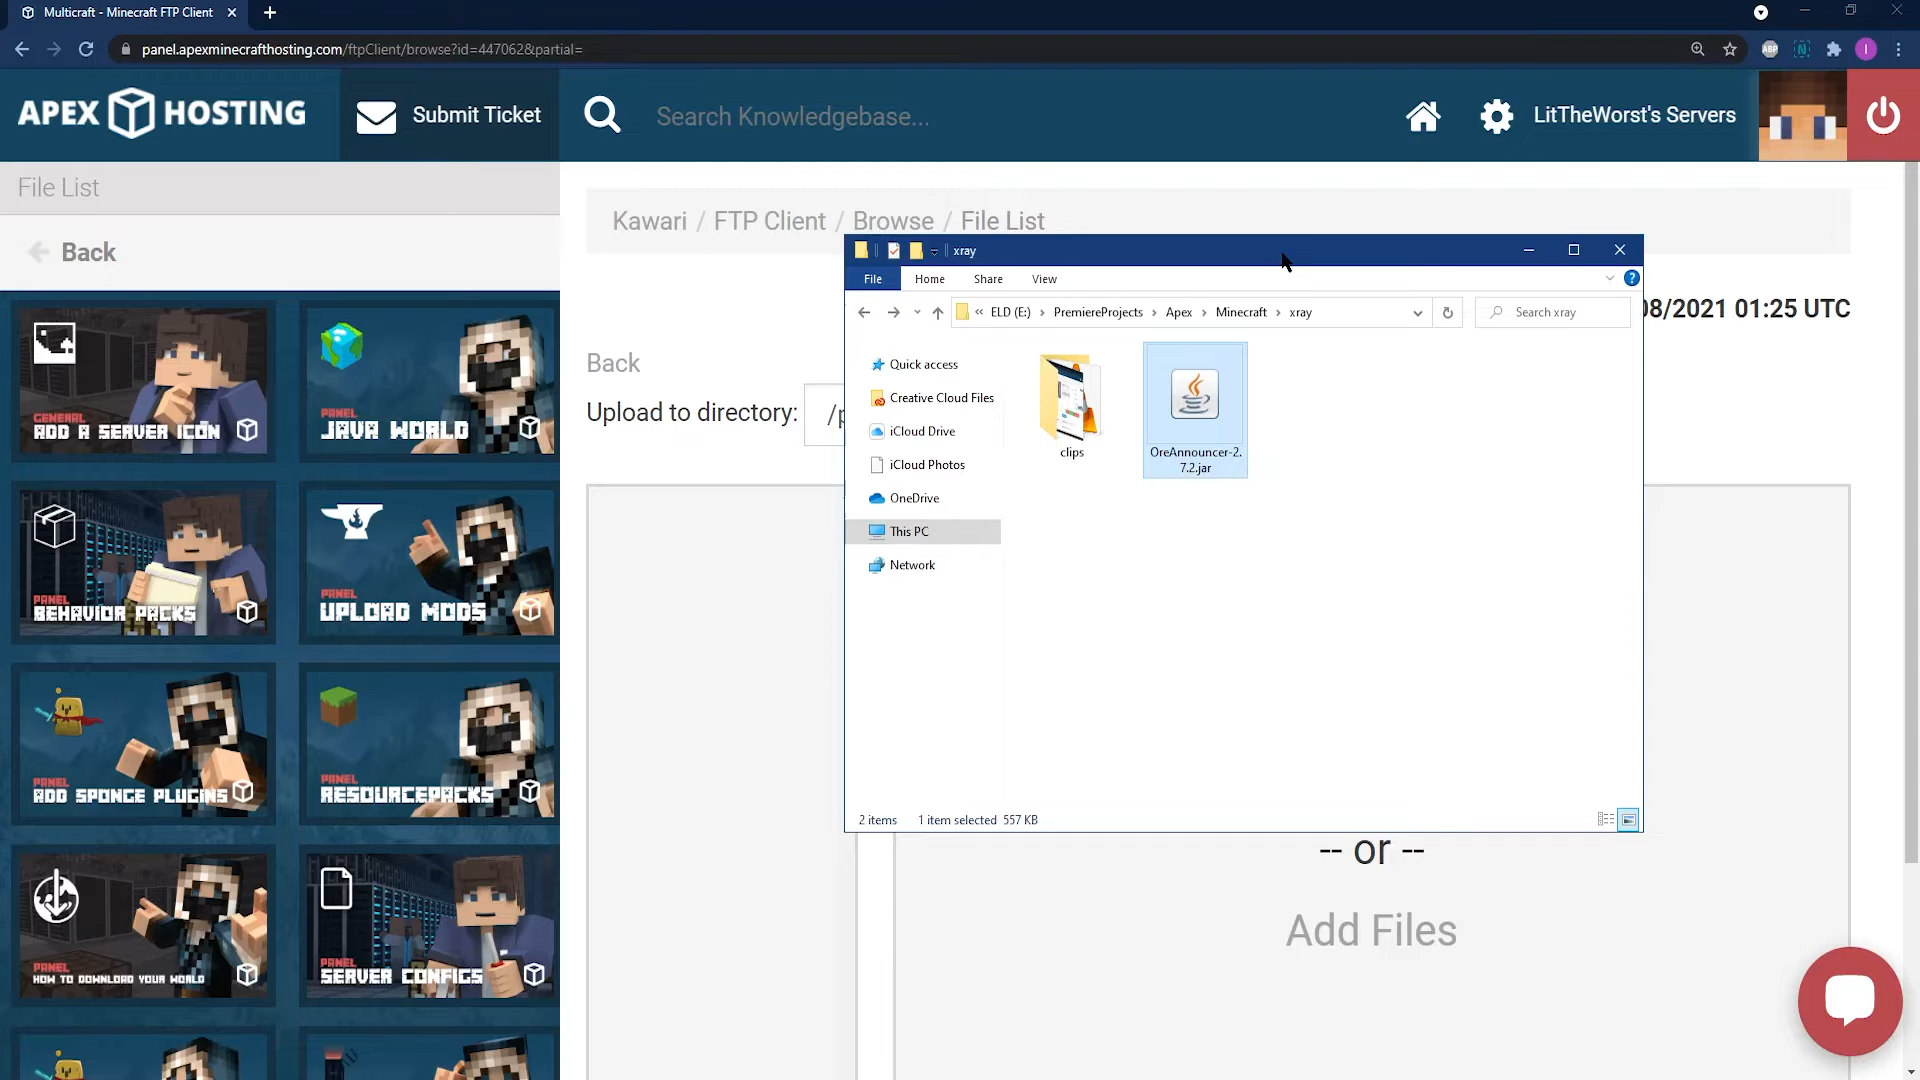 Multicraft - Minecraft FTP Client
panel.apexminecrafthosting.com/ftpClient/browse?id=447062&partial=
ABP
N
I
APEX HOSTING
Submit Ticket
Search Knowledgebase...
LitTheWorst's Servers
File List
Back
Kawari / FTP Client / Browse / File List
xray
File
Home
Share
View
?
« ELD (E:) > PremiereProjects > Apex > Minecraft > xray
Search xray
08/2021 01:25 UTC
Back
Upload to directory:
Quick access
Creative Cloud Files
iCloud Drive
iCloud Photos
OneDrive
This PC
Network
clips
OreAnnouncer-2.
7.2.jar
2 items
1 item selected 557 KB
-- or --
Add Files
GENERAL
ADD A SERVER ICON
PANEL
JAVA WORLD
PANEL
BEHAVIOR PACKS
PANEL
UPLOAD MODS
PANEL
ADD SPONGE PLUGINS
PANEL
RESOURCEPACKS
PANEL
HOW TO DOWNLOAD YOUR WORLD
PANEL
SERVER CONFIGS